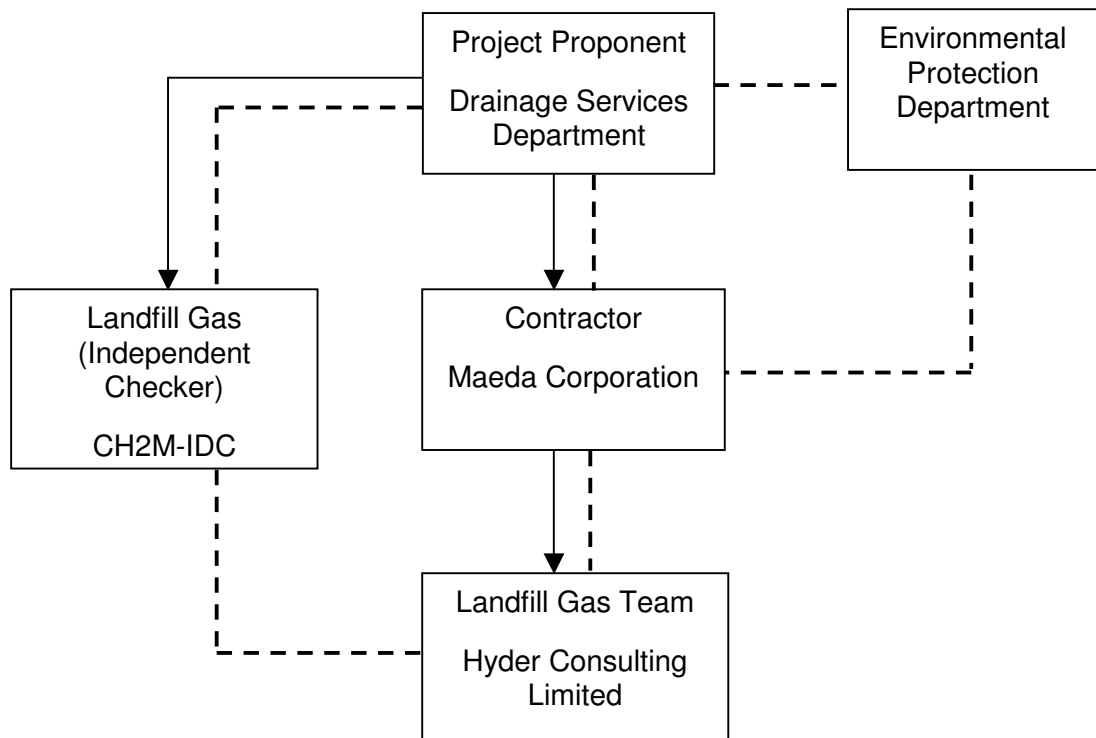 Project Proponent
Drainage Services
Department
Environmental
Protection
Department
Landfill Gas
(Independent
Checker)
CH2M-IDC
Contractor
Maeda Corporation
Landfill Gas Team
Hyder Consulting
Limited